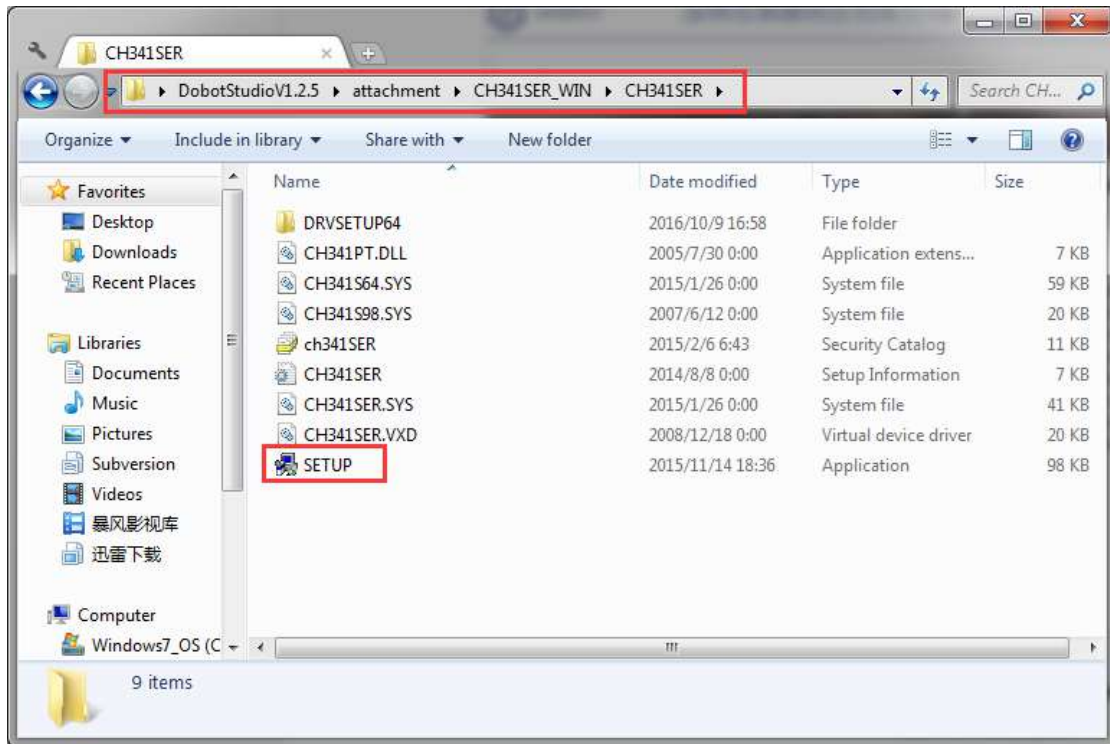 CH341SER
DobotStudioV1.2.5 attachment CH341SER_WIN CH341SER
Search CH...
Organize Include in library Share with New folder
Name Date modified Type Size
Favorites
Desktop
Downloads
Recent Places
Libraries
Documents
Music
Pictures
Subversion
Videos
暴风影视库
迅雷下载
Computer
Windows7_OS (C
DRVSETUP64 2016/10/9 16:58 File folder
CH341PT.DLL 2005/7/30 0:00 Application extens... 7 KB
CH341S64.SYS 2015/1/26 0:00 System file 59 KB
CH341S98.SYS 2007/6/12 0:00 System file 20 KB
ch341SER 2015/2/6 6:43 Security Catalog 11 KB
CH341SER 2014/8/8 0:00 Setup Information 7 KB
CH341SER.SYS 2015/1/26 0:00 System file 41 KB
CH341SER.VXD 2008/12/18 0:00 Virtual device driver 20 KB
SETUP 2015/11/14 18:36 Application 98 KB
9 items